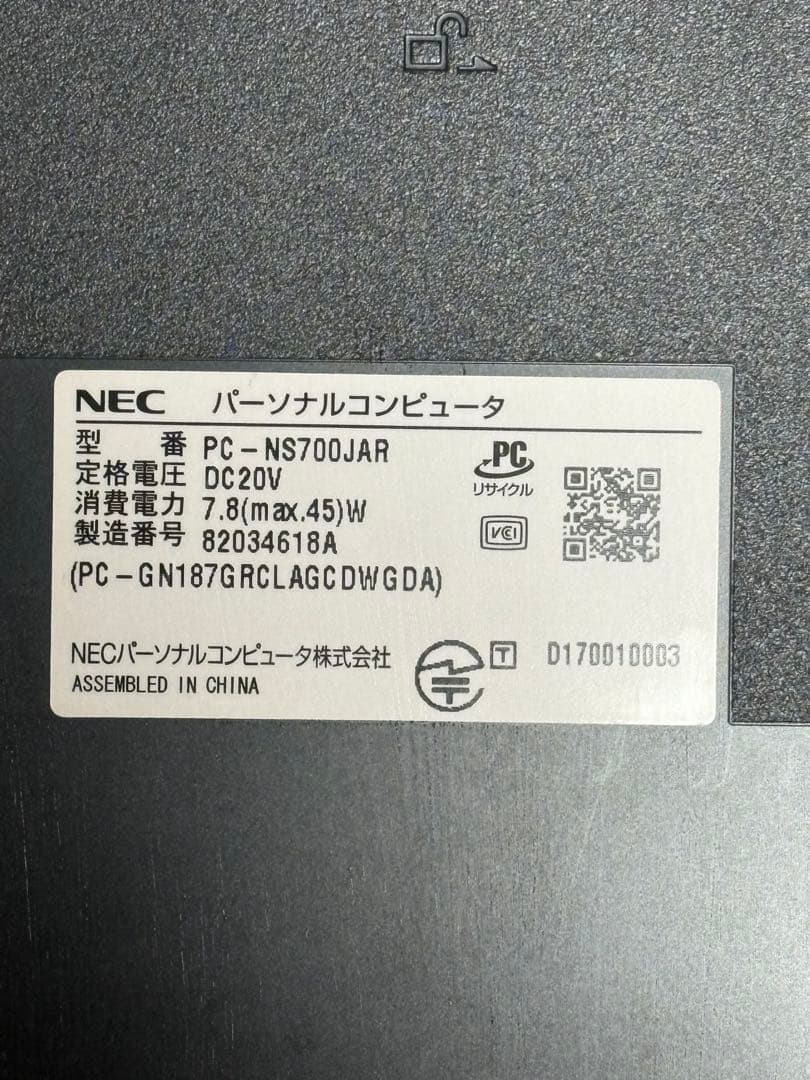 NEC パーソナルコンピュータ
型 番 PC-NS700JAR
定格電圧 DC20V
消費電力 7.8(max.45)W
製造番号 82034618A
(PC-GN187GRCLAGCDWGDA)
PC
リサイクル
VCI
NECパーソナルコンピュータ株式会社
ASSEMBLED IN CHINA
T D170010003
1